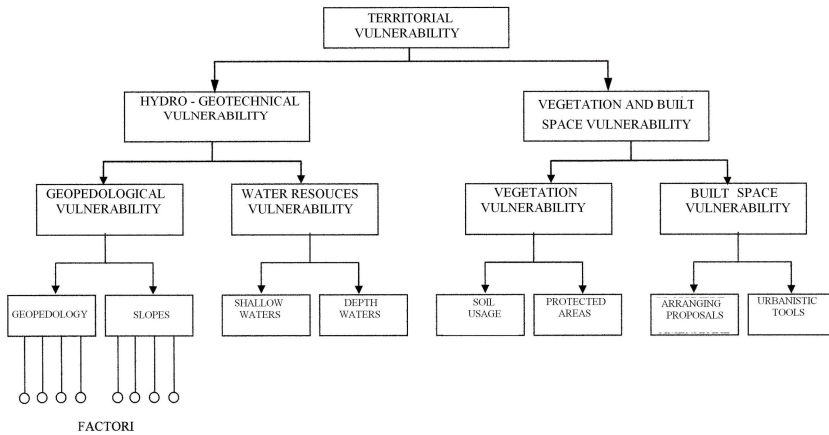 TERRITORIAL
VULNERABILITY
HYDRO - GEOTECHNICAL
VULNERABILITY
VEGETATION AND BUILT
SPACE VULNERABILITY
GEOPEDOLOGICAL
VULNERABILITY
WATER RESOUCES
VULNERABILITY
VEGETATION
VULNERABILITY
BUILT SPACE
VULNERABILITY
GEOPEDOLOGY
SLOPES
SHALLOW
WATERS
DEPTH
WATERS
SOIL
USAGE
PROTECTED
AREAS
ARRANGING
PROPOSALS
URBANISTIC
TOOLS
FACTORI